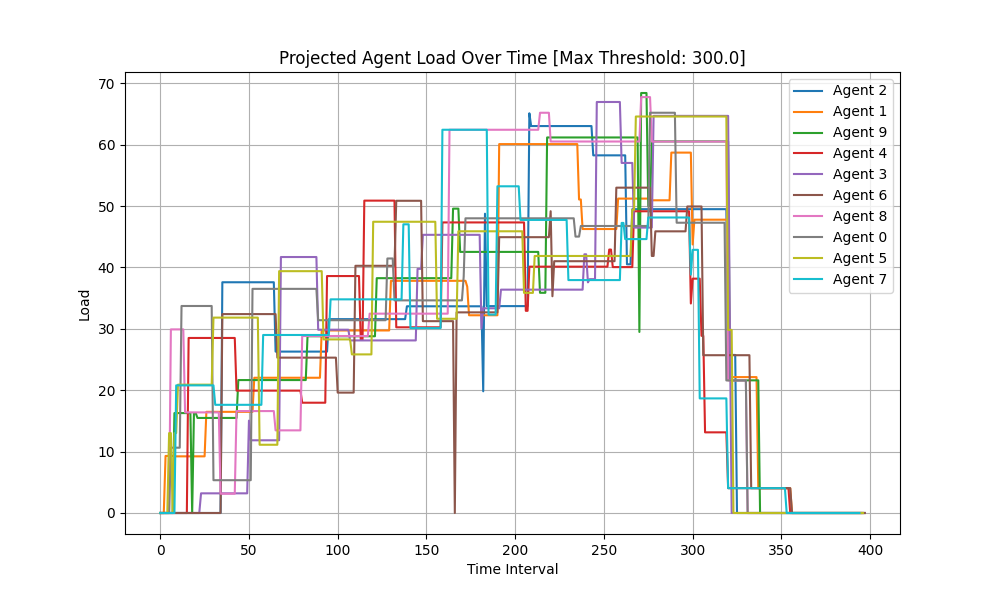 Projected Agent Load Over Time [Max Threshold: 300.0]
Load
70
60
50
40
30
20
10
0
0 50 100 150 200 250 300 350 400
Time Interval
Agent 2
Agent 1
Agent 9
Agent 4
Agent 3
Agent 6
Agent 8
Agent 0
Agent 5
Agent 7